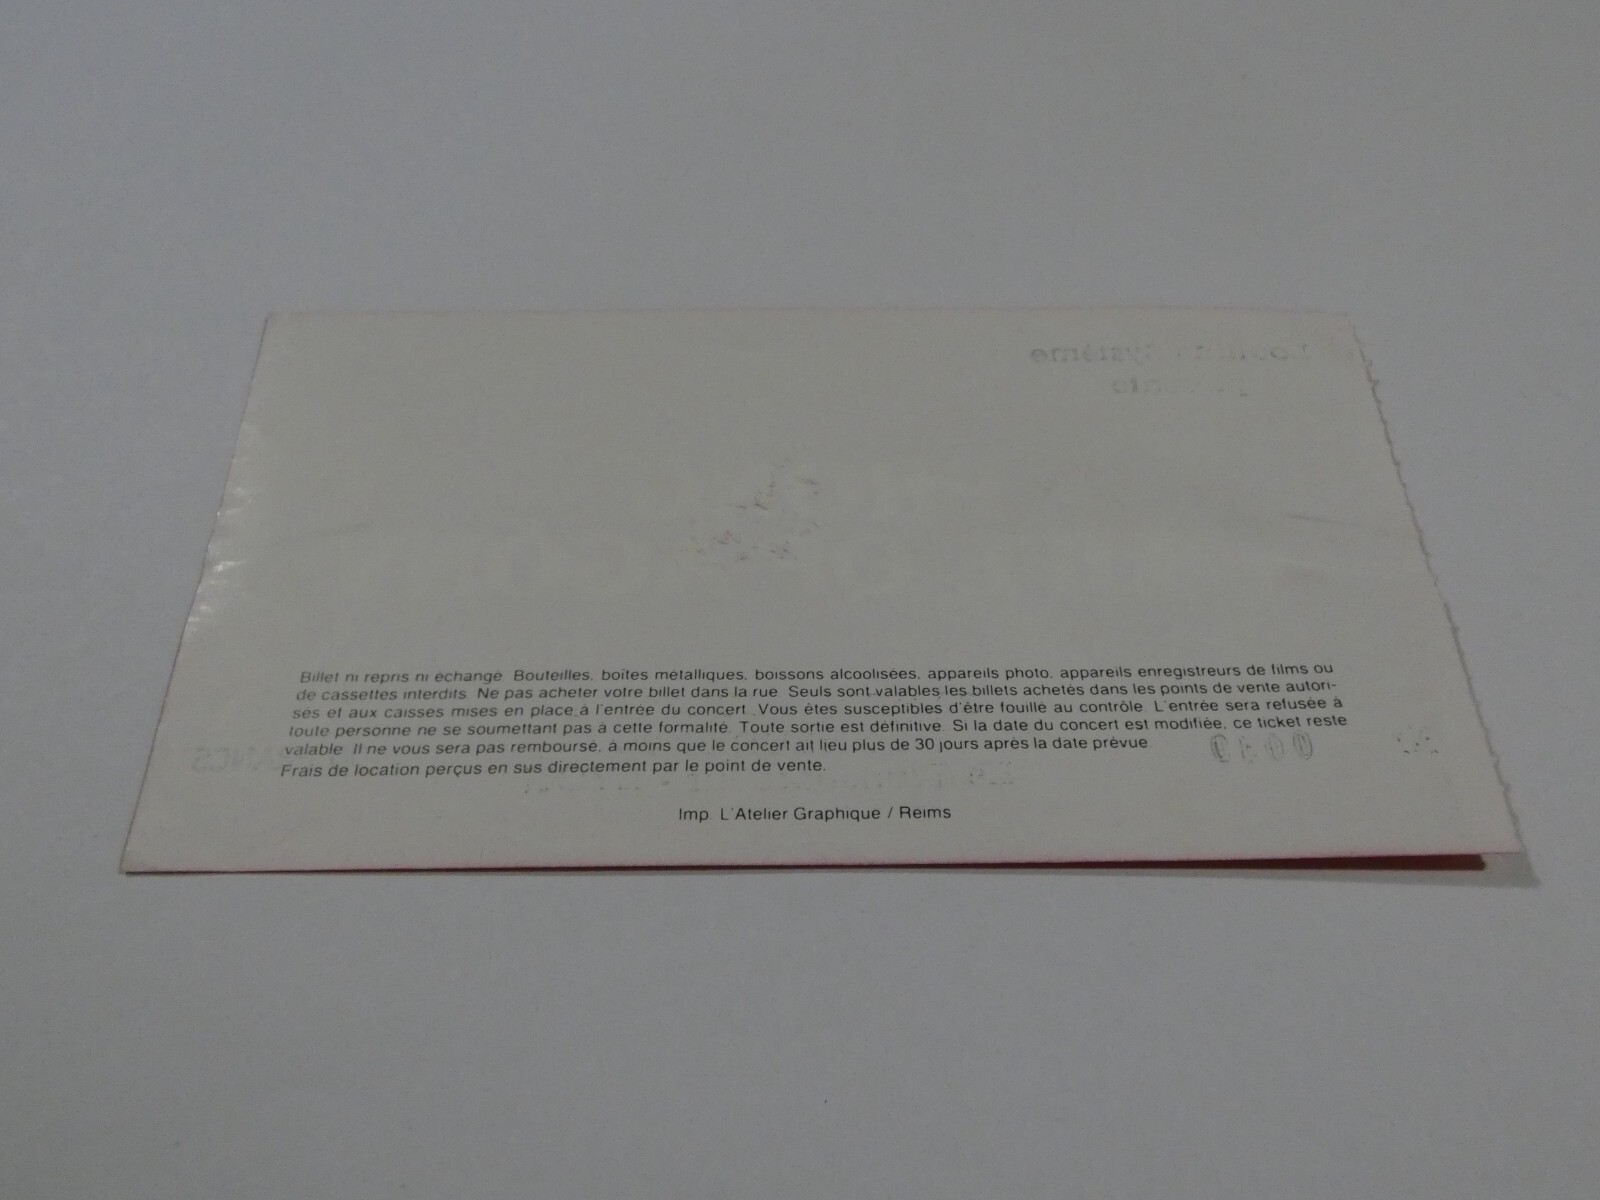 Système
Billet ni repris ni échangé. Bouteilles, boîtes métalliques, boissons alcoolisées, appareils photo, appareils enregistreurs de films ou
de cassettes interdits. Ne pas acheter votre billet dans la rue. Seuls sont valables les billets achetés dans les points de vente autori-
sés et aux caisses mises en place à l'entrée du concert. Vous êtes susceptibles d'être fouillé au contrôle. L'entrée sera refusée à
toute personne ne se soumettant pas à cette formalité. Toute sortie est définitive. Si la date du concert est modifiée, ce ticket reste
valable. Il ne vous sera pas remboursé, à moins que le concert ait lieu plus de 30 jours après la date prévue.
Frais de location perçus en sus directement par le point de vente.
Imp. L'Atelier Graphique / Reims